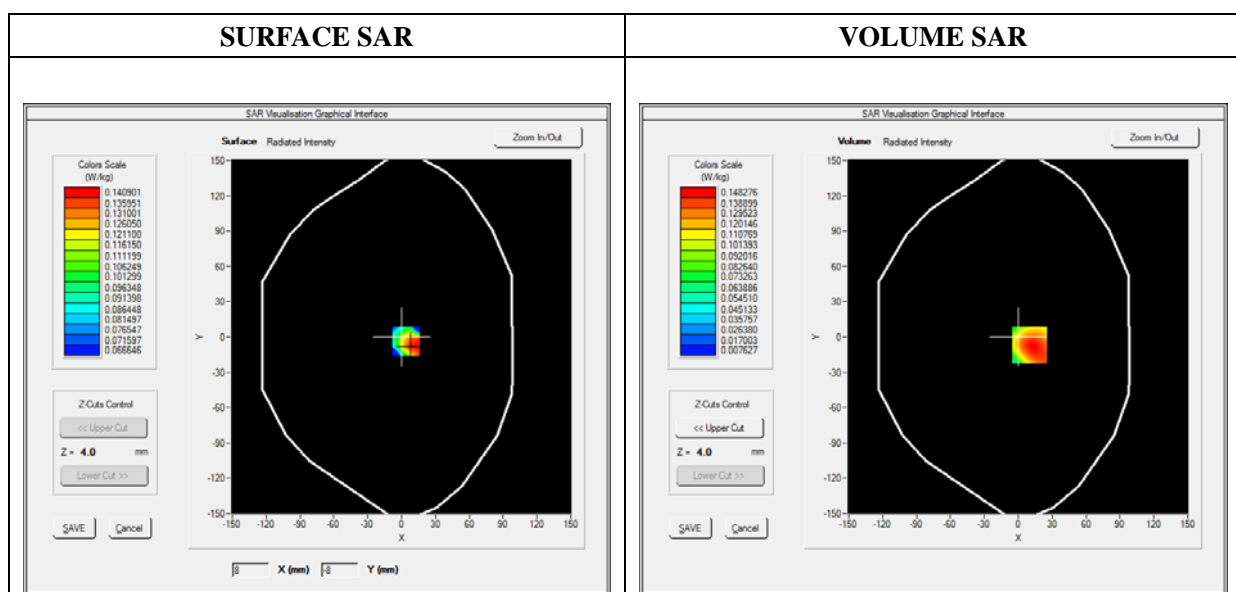 SURFACE SAR
VOLUME SAR
SAR Visualisation Graphical Interface
Surface Radiated Intensity
Zoom In/Out
Colors Scale
(W/kg)
0.140901
0.135951
0.131001
0.126050
0.121100
0.116150
0.111199
0.106249
0.101299
0.096348
0.091398
0.086448
0.081497
0.076547
0.071597
0.066646
150
120
90
60
30
0
-30
-60
-90
-120
-150
Y
-150 -120 -90 -60 -30 0 30 60 90 120 150
X
Z-Cuts Control
<< Upper Cut
Z = 4.0 mm
Lower Cut >>
SAVE Cancel
8 X (mm) -8 Y (mm)
SAR Visualisation Graphical Interface
Volume Radiated Intensity
Zoom In/Out
Colors Scale
(W/kg)
0.148276
0.138899
0.129523
0.120146
0.110769
0.101393
0.092016
0.082640
0.073263
0.063886
0.054510
0.045133
0.035757
0.026380
0.017003
0.007627
150
120
90
60
30
0
-30
-60
-90
-120
-150
Y
-150 -120 -90 -60 -30 0 30 60 90 120 150
X
Z-Cuts Control
<< Upper Cut
Z = 4.0 mm
Lower Cut >>
SAVE Cancel